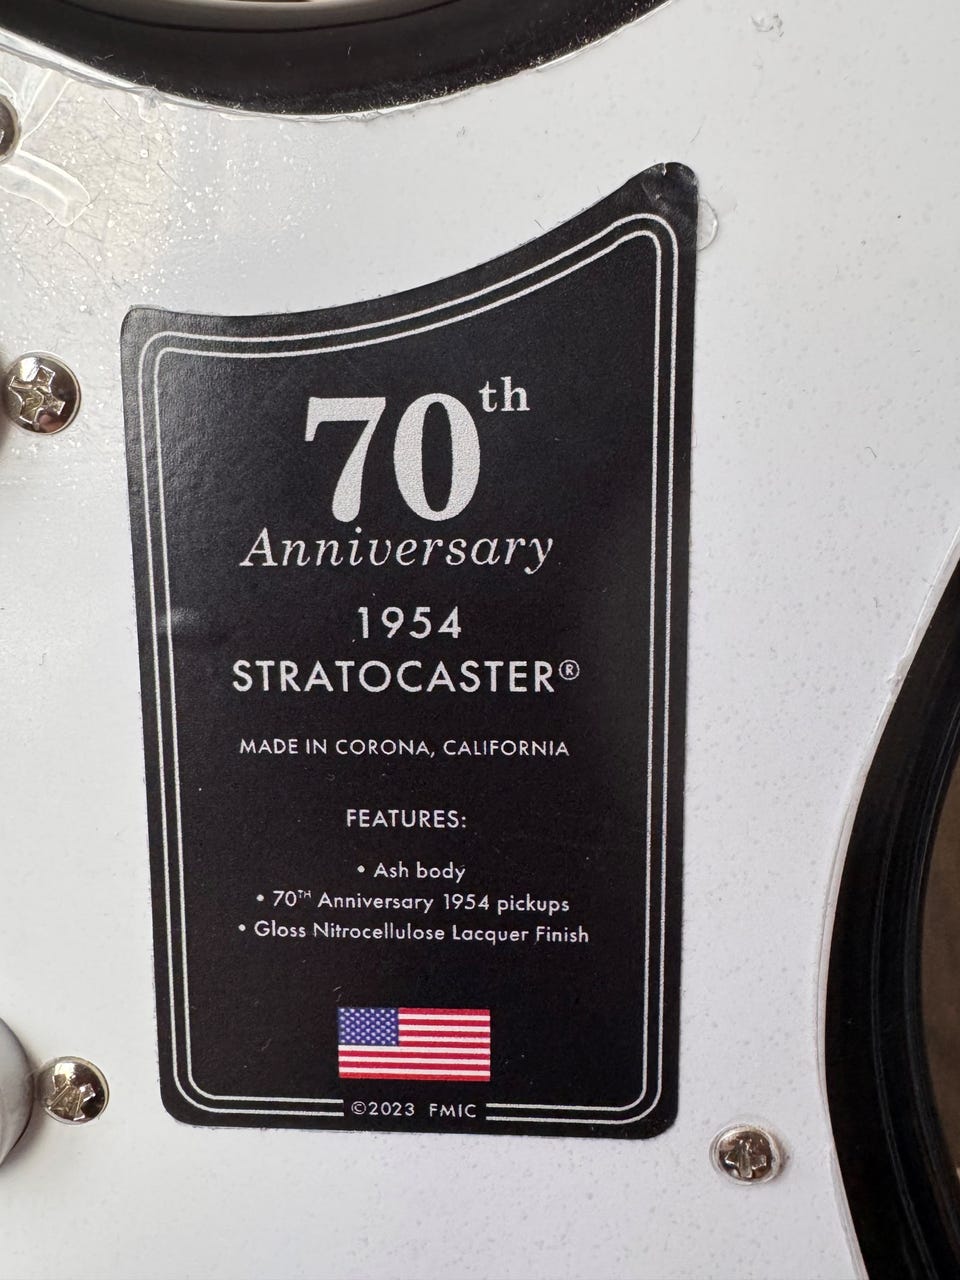 70th
Anniversary
1954
STRATOCASTER®
MADE IN CORONA, CALIFORNIA
FEATURES:
• Ash body
• 70TH Anniversary 1954 pickups
• Gloss Nitrocellulose Lacquer Finish
©2023 FMIC